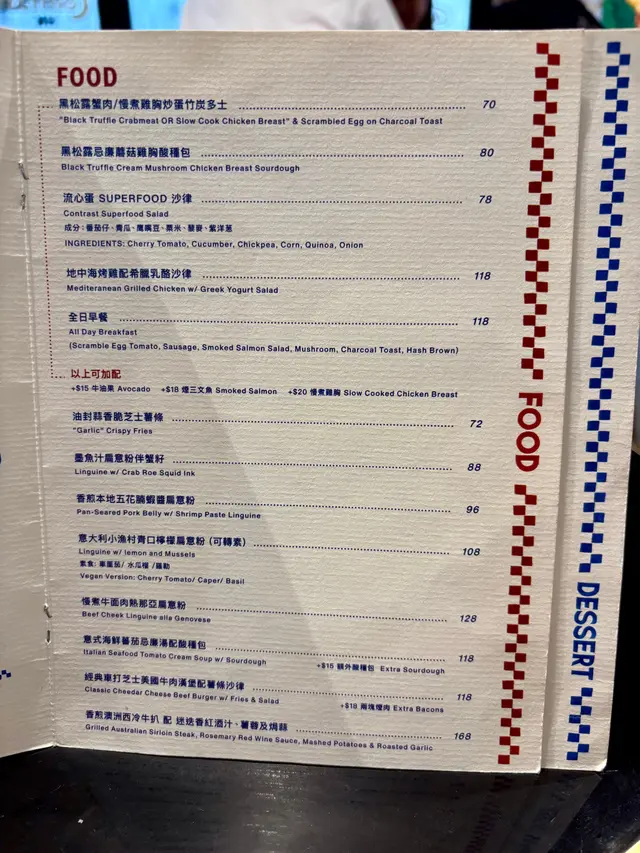 FOOD
黑松露蟹肉/慢煮雞胸炒蛋竹炭多士 70
"Black Truffle Crabmeat OR Slow Cook Chicken Breast" & Scrambled Egg on Charcoal Toast
黑松露忌廉蘑菇雞胸酸種包 80
Black Truffle Cream Mushroom Chicken Breast Sourdough
流心蛋 SUPERFOOD 沙律 78
Contrast Superfood Salad
成分：番茄仔、青瓜、鷹嘴豆、粟米、藜麥、紫洋蔥
INGREDIENTS: Cherry Tomato, Cucumber, Chickpea, Corn, Quinoa, Onion
地中海烤雞配希臘乳酪沙律 118
Mediteranean Grilled Chicken w/ Greek Yogurt Salad
全日早餐 118
All Day Breakfast
(Scramble Egg Tomato, Sausage, Smoked Salmon Salad, Mushroom, Charcoal Toast, Hash Brown)
以上可加配
+$15 牛油果 Avocado +$18 煙三文魚 Smoked Salmon +$20 慢煮雞胸 Slow Cooked Chicken Breast
油封蒜香脆芝士薯條 72
"Garlic" Crispy Fries
墨魚汁扁意粉伴蟹籽 88
Linguine w/ Crab Roe Squid Ink
香煎本地五花腩蝦醬扁意粉 96
Pan-Seared Pork Belly w/ Shrimp Paste Linguine
意大利小漁村青口檸檬扁意粉 (可轉素) 108
Linguine w/ lemon and Mussels
素食: 車厘茄/ 水瓜榴 /羅勒
Vegan Version: Cherry Tomato/ Caper/ Basil
慢煮牛面肉熱那亞扁意粉 128
Beef Cheek Linguine alla Genovese
意式海鮮蕃茄忌廉湯配酸種包 118
Italian Seafood Tomato Cream Soup w/ Sourdough +$15 額外酸種包 Extra Sourdough
經典車打芝士美國牛肉漢堡配薯條沙律 118
Classic Cheedar Cheese Beef Burger w/ Fries & Salad +$18 兩塊煙肉 Extra Bacons
香煎澳洲西冷牛扒 配 迷迭香紅酒汁、薯蓉及焗蒜 168
Grilled Australian Sirloin Steak, Rosemary Red Wine Sauce, Mashed Potatoes & Roasted Garlic
FOOD
DESSERT